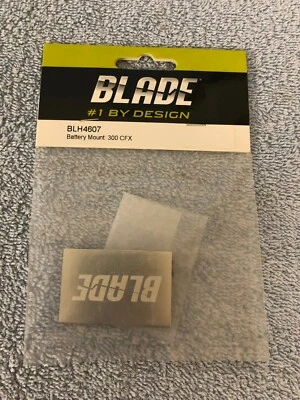 BLADE
#1 BY DESIGN
BLH4607
Battery Mount: 300 CFX
BLADE